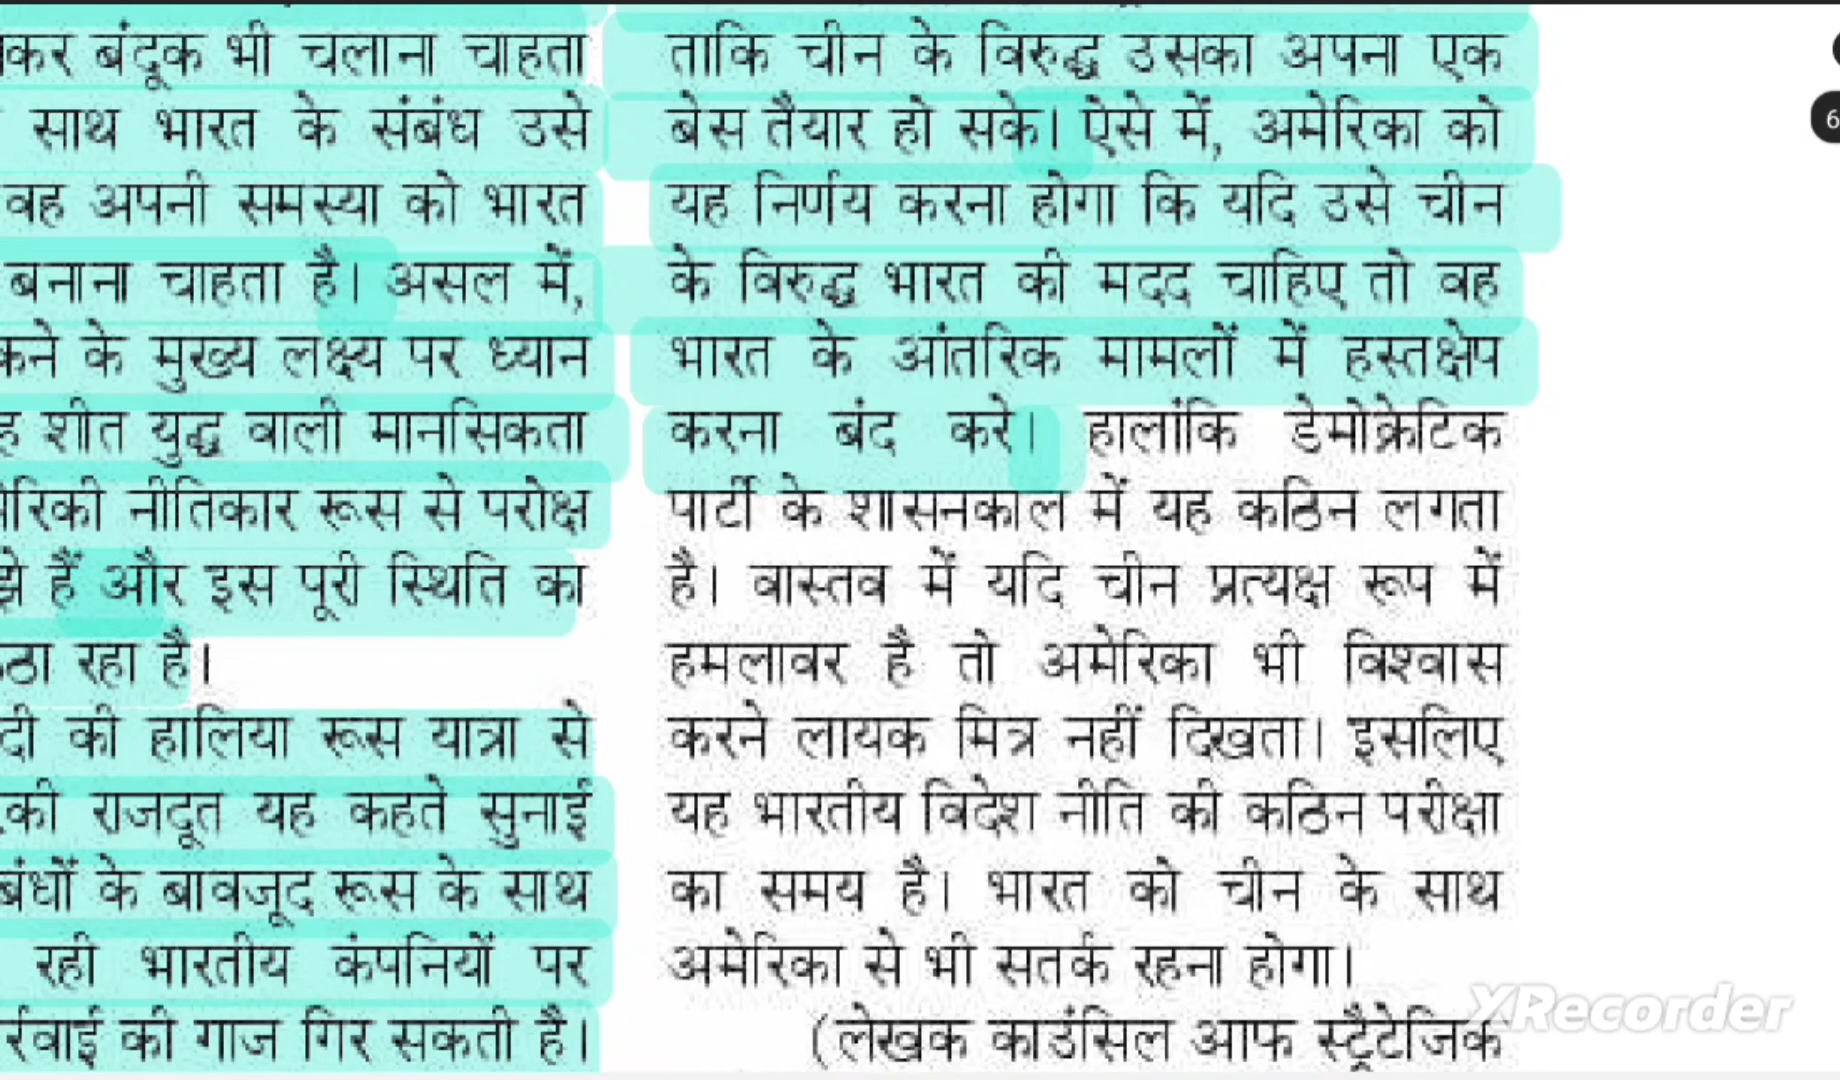 बंदूक भी चलाना चाहता
साथ भारत के संबंध उसे
वह अपनी समस्या को भारत
बनाना चाहता है। असल में,
के मुख्य लक्ष्य पर ध्यान
शीत युद्ध वाली मानसिकता
नीतिकार रूस से परोक्ष
हैं और इस पूरी स्थिति का
रहा है।
की हालिया रूस यात्रा से
राजदूत यह कहते सुनाई
के बावजूद रूस के साथ
रही भारतीय कंपनियों पर
की गाज गिर सकती है।
ताकि चीन के विरुद्ध उसका अपना एक
बेस तैयार हो सके। ऐसे में, अमेरिका को
यह निर्णय करना होगा कि यदि उसे चीन
के विरुद्ध भारत की मदद चाहिए तो वह
भारत के आंतरिक मामलों में हस्तक्षेप
करना बंद करे। हालांकि डेमोक्रेटिक
पार्टी के शासनकाल में यह कठिन लगता
है। वास्तव में यदि चीन प्रत्यक्ष रूप में
हमलावर है तो अमेरिका भी विश्वास
करने लायक मित्र नहीं दिखता। इसलिए
यह भारतीय विदेश नीति की कठिन परीक्षा
का समय है। भारत को चीन के साथ
अमेरिका से भी सतर्क रहना होगा।
(लेखक काउंसिल आफ स्ट्रैटेजिक
6
XRecorder